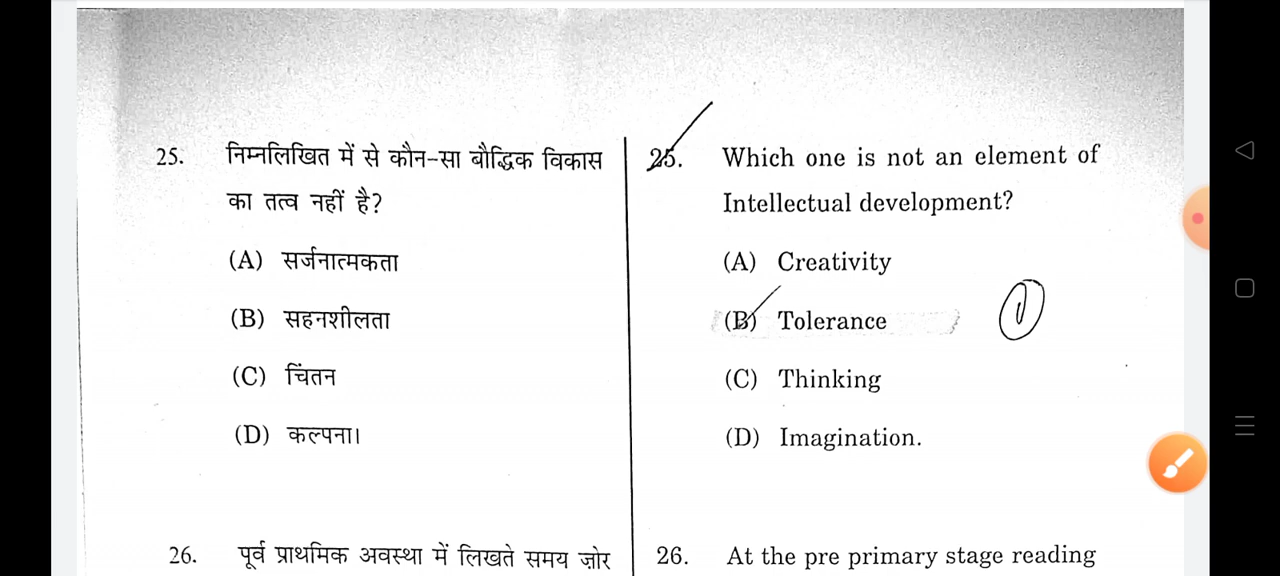 25. निम्नलिखित में से कौन-सा बौद्धिक विकास
का तत्व नहीं है?
(A) सर्जनात्मकता
(B) सहनशीलता
(C) चिंतन
(D) कल्पना।
26. पूर्व प्राथमिक अवस्था में लिखते समय ज़ोर
25. Which one is not an element of
Intellectual development?
(A) Creativity
(B) Tolerance
(C) Thinking
(D) Imagination.
26. At the pre primary stage reading